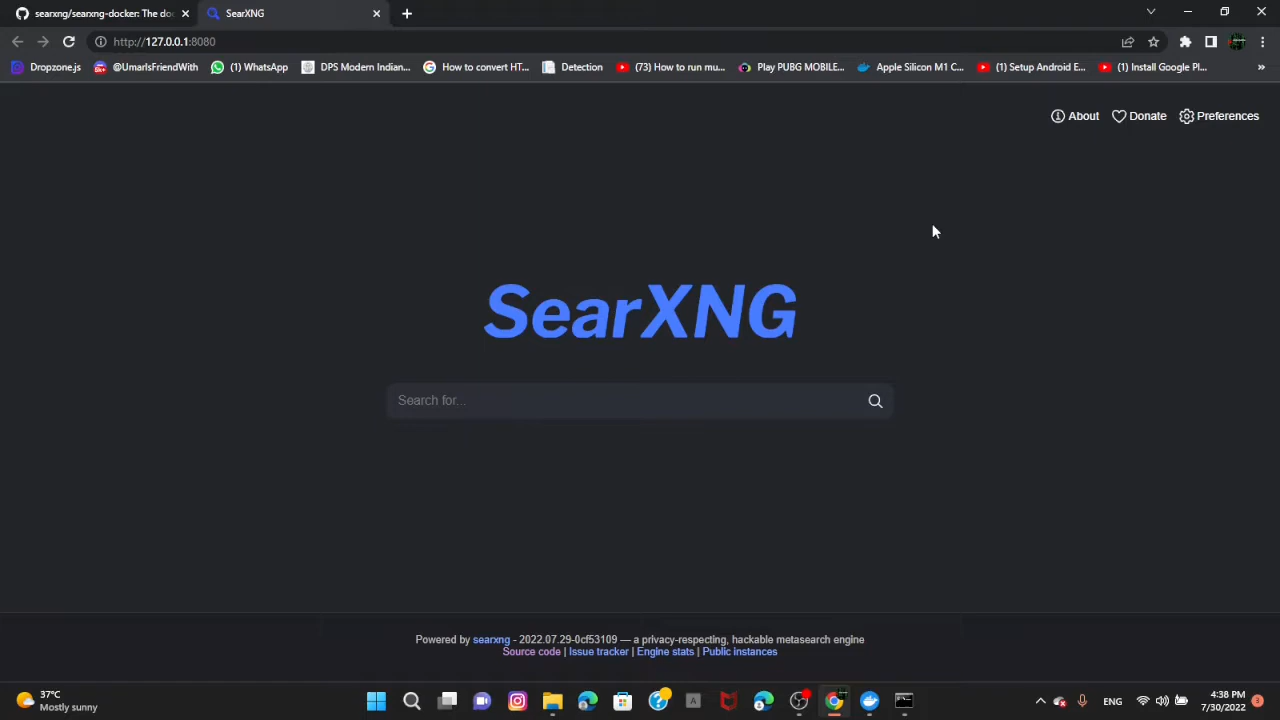 searxng/searxng-docker: The doc
SearXNG
http://127.0.0.1:8080
Dropzone.js
@UmarIsFriendWith
(1) WhatsApp
DPS Modern Indian...
How to convert HT...
Detection
(73) How to run mu...
Play PUBG MOBILE...
Apple Silicon M1 C...
(1) Setup Android E...
(1) Install Google Pl...
»
About
Donate
Preferences
SearXNG
Search for...
Powered by searxng - 2022.07.29-0cf53109 — a privacy-respecting, hackable metasearch engine
Source code | Issue tracker | Engine stats | Public instances
37°C
Mostly sunny
A
ENG
4:38 PM
7/30/2022
3